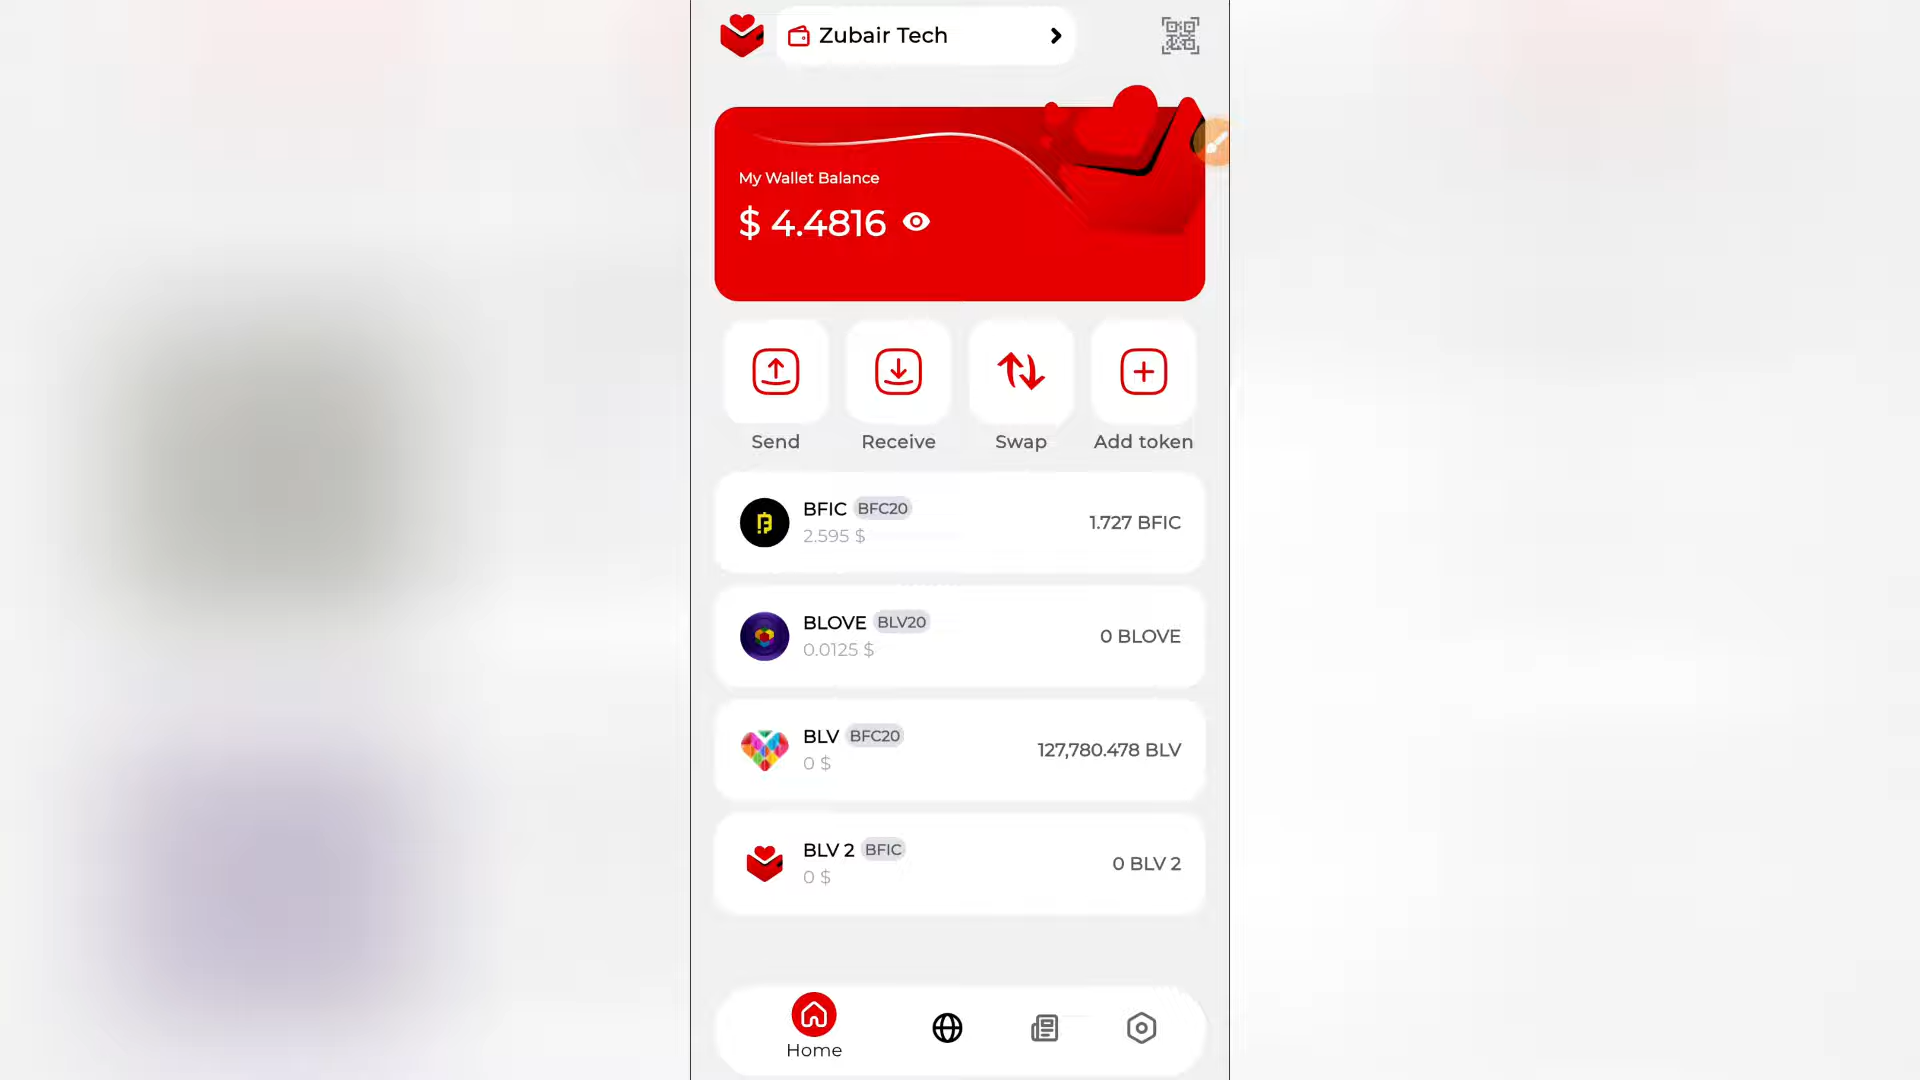 Zubair Tech
My Wallet Balance
$ 4.4816
Send
Receive
Swap
Add token
BFIC BFC20
2.595 $
1.727 BFIC
BLOVE BLV20
0.0125 $
0 BLOVE
BLV BFC20
0 $
127,780.478 BLV
BLV 2 BFIC
0 $
0 BLV 2
Home